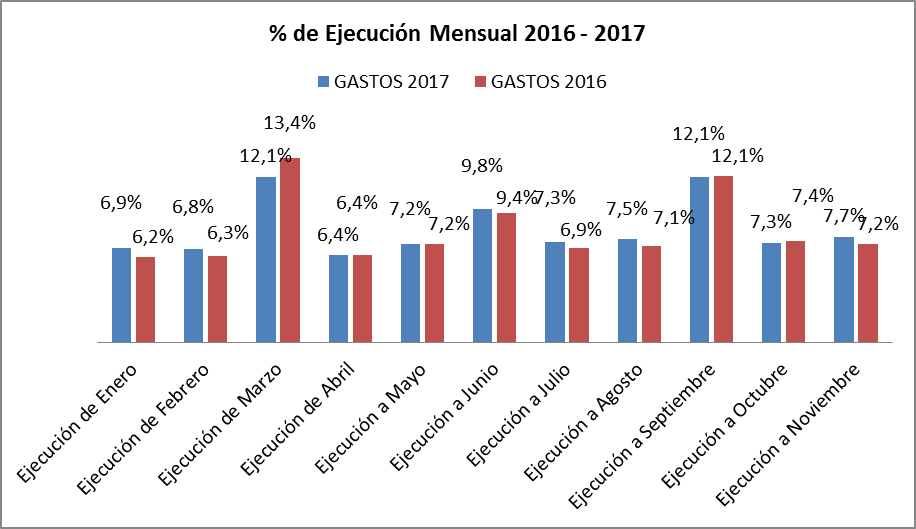 % de Ejecución Mensual 2016 - 2017
GASTOS 2017 GASTOS 2016
6,9%
6,2%
6,8%
6,3%
12,1%
13,4%
6,4%
6,4%
7,2%
7,2%
9,8%
9,4%
7,3%
6,9%
7,5%
7,1%
12,1%
12,1%
7,3%
7,4%
7,7%
7,2%
Ejecución de Enero
Ejecución de Febrero
Ejecución de Marzo
Ejecución de Abril
Ejecución a Mayo
Ejecución a Junio
Ejecución a Julio
Ejecución a Agosto
Ejecución a Septiembre
Ejecución a Octubre
Ejecución a Noviembre